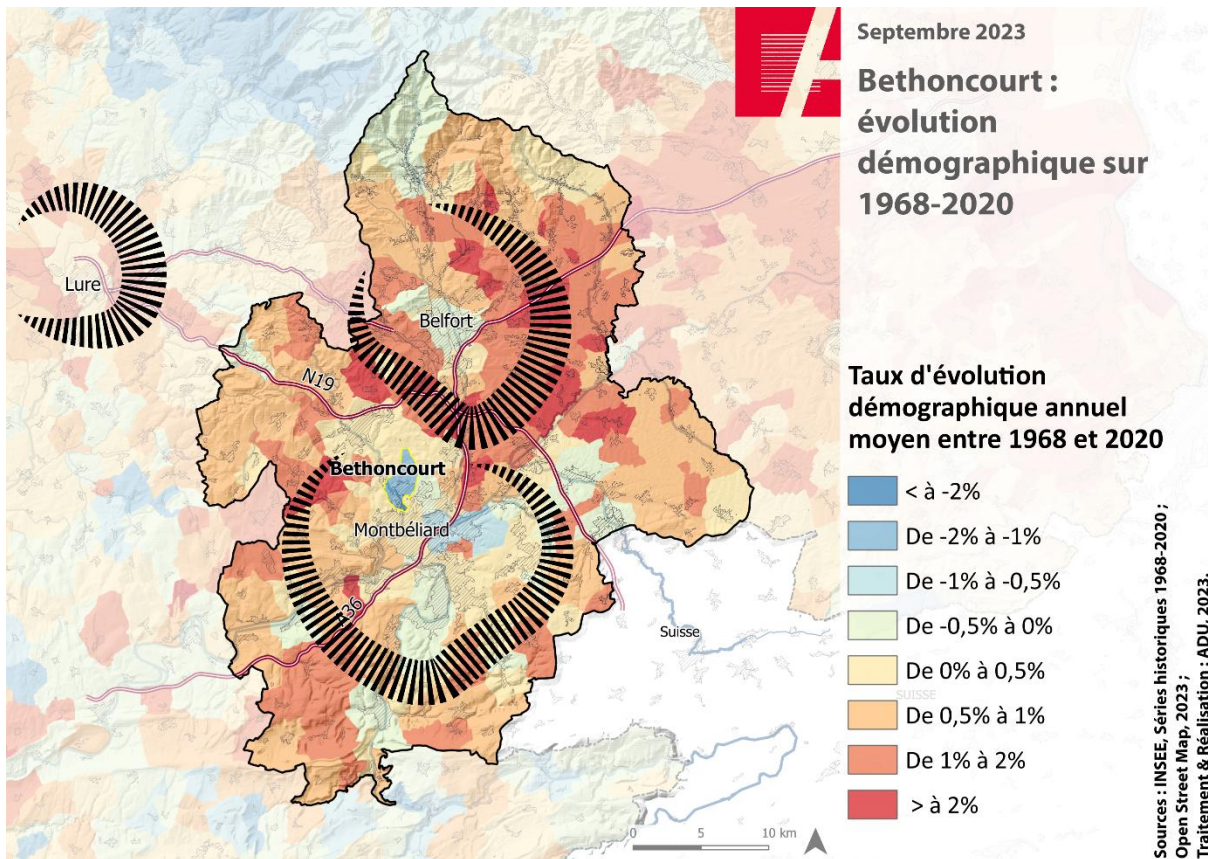 Septembre 2023
Bethoncourt :
évolution
démographique sur
1968-2020
Lure
Belfort
N19
Bethoncourt
Montbéliard
A36
Suisse
SUISSE
0 5 10 km
Taux d'évolution
démographique annuel
moyen entre 1968 et 2020
< à -2%
De -2% à -1%
De -1% à -0,5%
De -0,5% à 0%
De 0% à 0,5%
De 0,5% à 1%
De 1% à 2%
> à 2%
Sources : INSEE, Séries historiques 1968-2020 ;
Open Street Map, 2023 ;
Traitement & Réalisation : ADU, 2023.